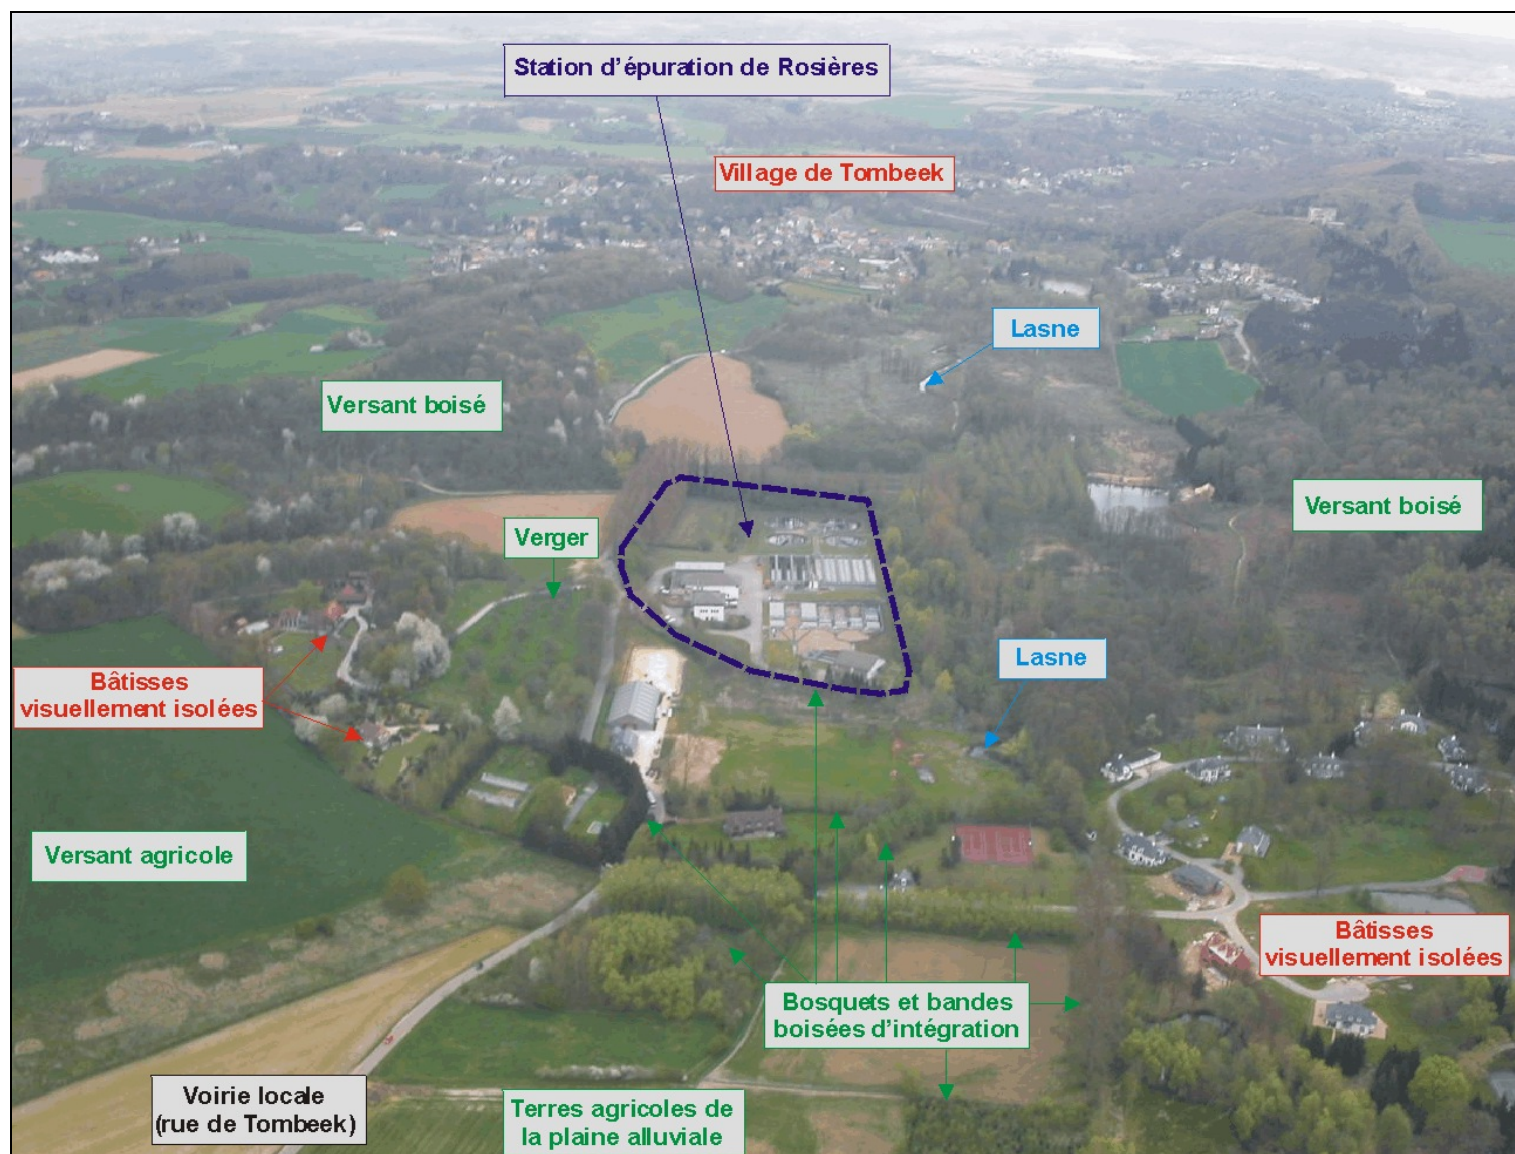 Station d'épuration de Rosières
Village de Tombeek
Lasne
Versant boisé
Versant boisé
Verger
Lasne
Bâtisses
visuellement isolées
Versant agricole
Bâtisses
visuellement isolées
Bosquets et bandes
boisées d'intégration
Voirie locale
(rue de Tombeek)
Terres agricoles de
la plaine alluviale